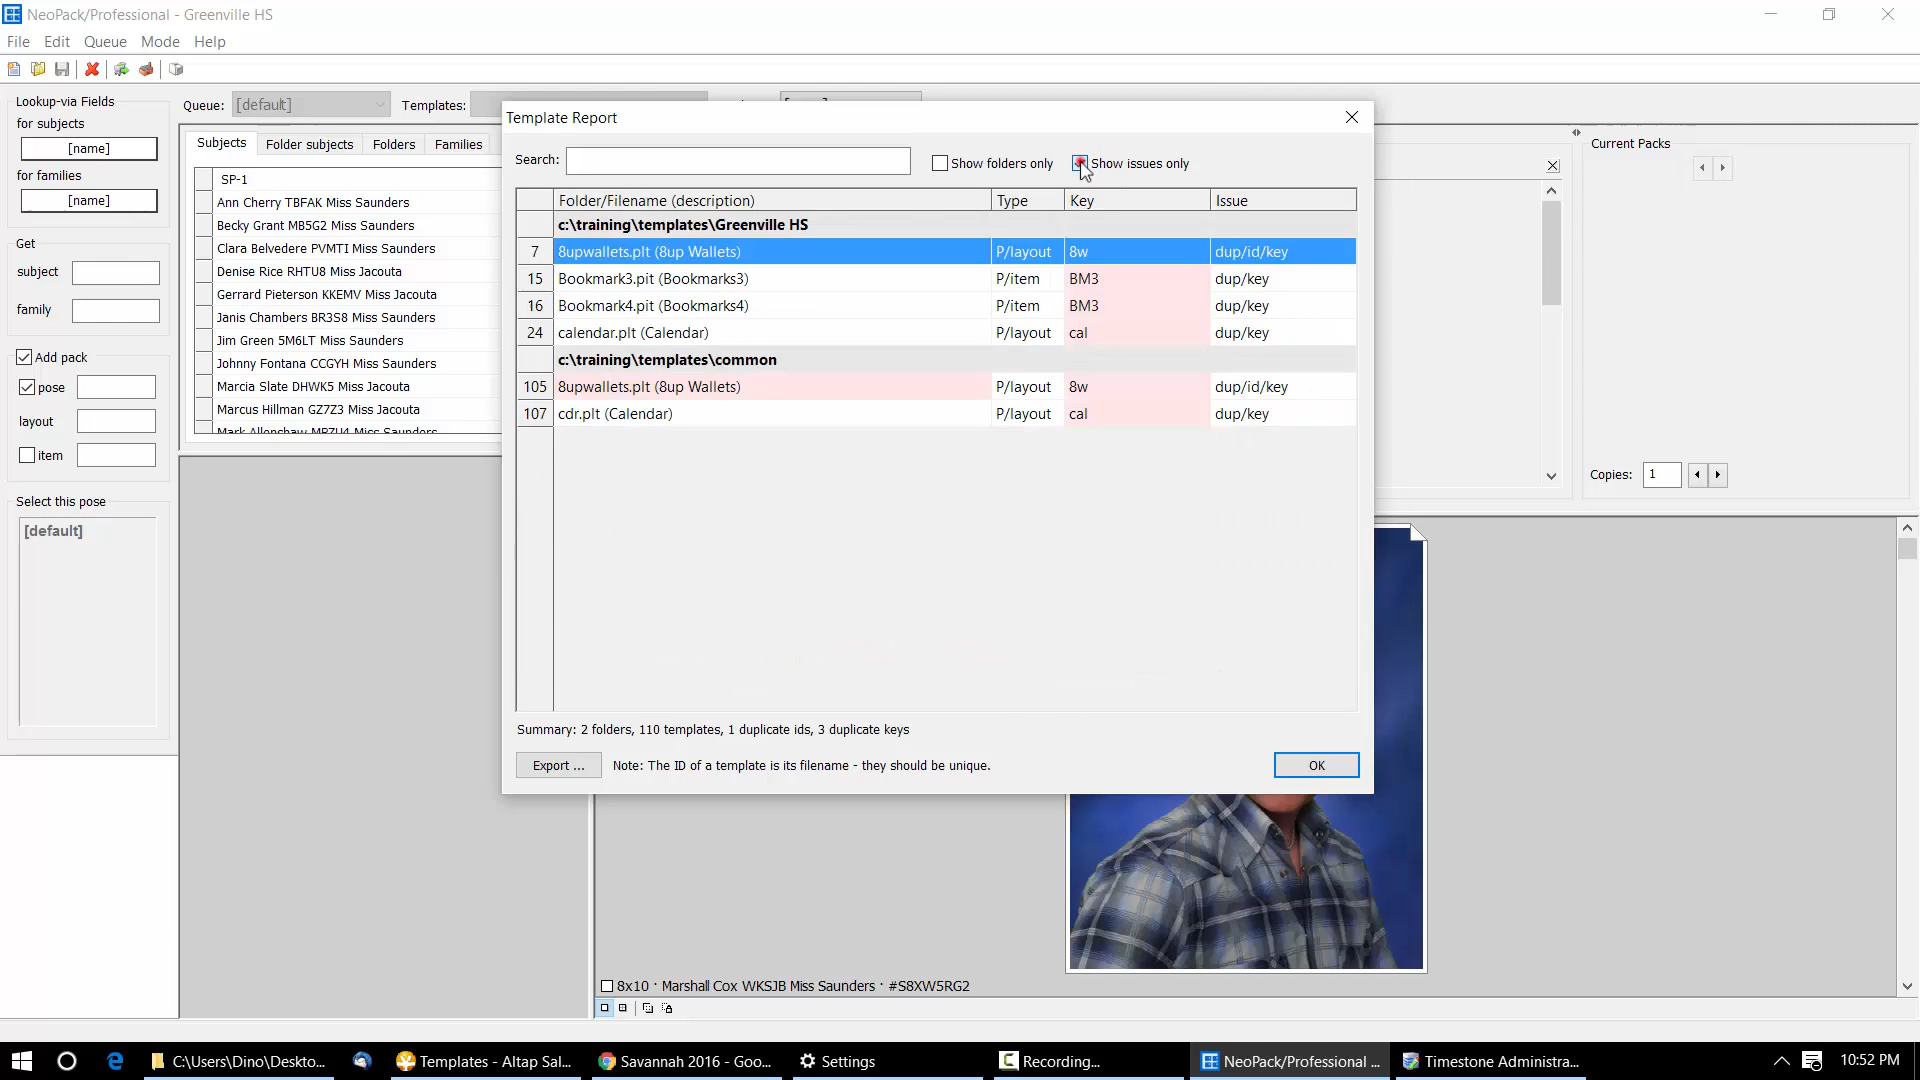 NeoPack/Professional - Greenville HS
File Edit Queue Mode Help
Lookup-via Fields
for subjects
[name]
for families
[name]
Get
subject
family
Add pack
pose
layout
item
Select this pose
[default]
Queue: [default] Templates:
Subjects Folder subjects Folders Families
SP-1
Ann Cherry TBFAK Miss Saunders
Becky Grant MB5G2 Miss Saunders
Clara Belvedere PVMTI Miss Saunders
Denise Rice RHTU8 Miss Jacouta
Gerrard Pieterson KKEMV Miss Jacouta
Janis Chambers BR3S8 Miss Saunders
Jim Green 5M6LT Miss Saunders
Johnny Fontana CCGYH Miss Saunders
Marcia Slate DHWK5 Miss Jacouta
Marcus Hillman GZ7Z3 Miss Jacouta
Mark Allenshaw MPZU4 Miss Saunders
Template Report
Search: Show folders only Show issues only
Folder/Filename (description) Type Key Issue
c:\training\templates\Greenville HS
7 8upwallets.plt (8up Wallets) P/layout 8w dup/id/key
15 Bookmark3.pit (Bookmarks3) P/item BM3 dup/key
16 Bookmark4.pit (Bookmarks4) P/item BM3 dup/key
24 calendar.plt (Calendar) P/layout cal dup/key
c:\training\templates\common
105 8upwallets.plt (8up Wallets) P/layout 8w dup/id/key
107 cdr.plt (Calendar) P/layout cal dup/key
Summary: 2 folders, 110 templates, 1 duplicate ids, 3 duplicate keys
Export ... Note: The ID of a template is its filename - they should be unique. OK
Current Packs
Copies: 1
8x10 · Marshall Cox WKSJB Miss Saunders · #S8XW5RG2
C:\Users\Dino\Deskto... Templates - Altap Sal... Savannah 2016 - Goo... Settings Recording... NeoPack/Professional ... Timestone Administra... 10:52 PM